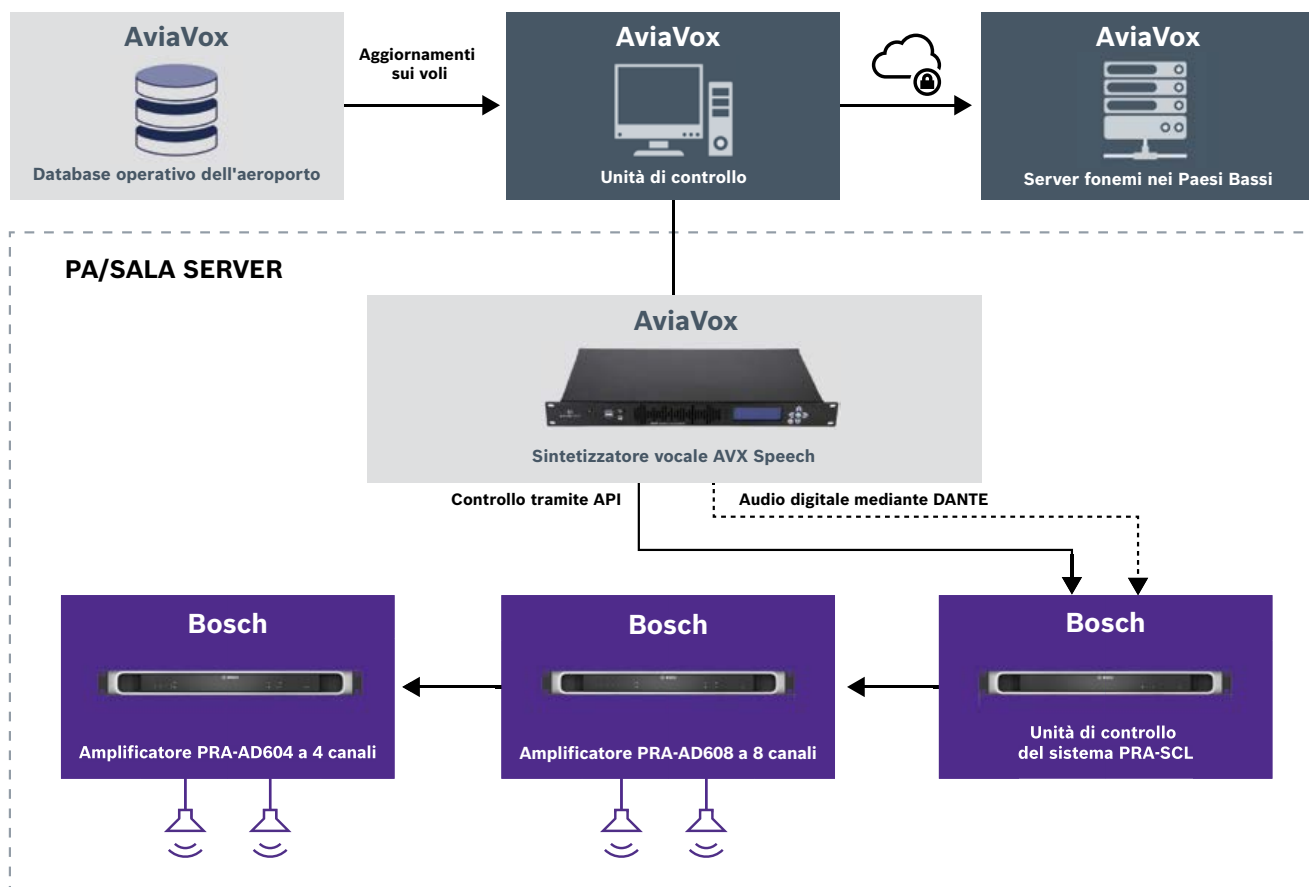 AviaVox
Database operativo dell'aeroporto
Aggiornamenti
sui voli
AviaVox
Unità di controllo
AviaVox
Server fonemi nei Paesi Bassi
PA/SALA SERVER
AviaVox
Sintetizzatore vocale AVX Speech
Controllo tramite API
Audio digitale mediante DANTE
Bosch
Amplificatore PRA-AD604 a 4 canali
Bosch
Amplificatore PRA-AD608 a 8 canali
Bosch
Unità di controllo
del sistema PRA-SCL